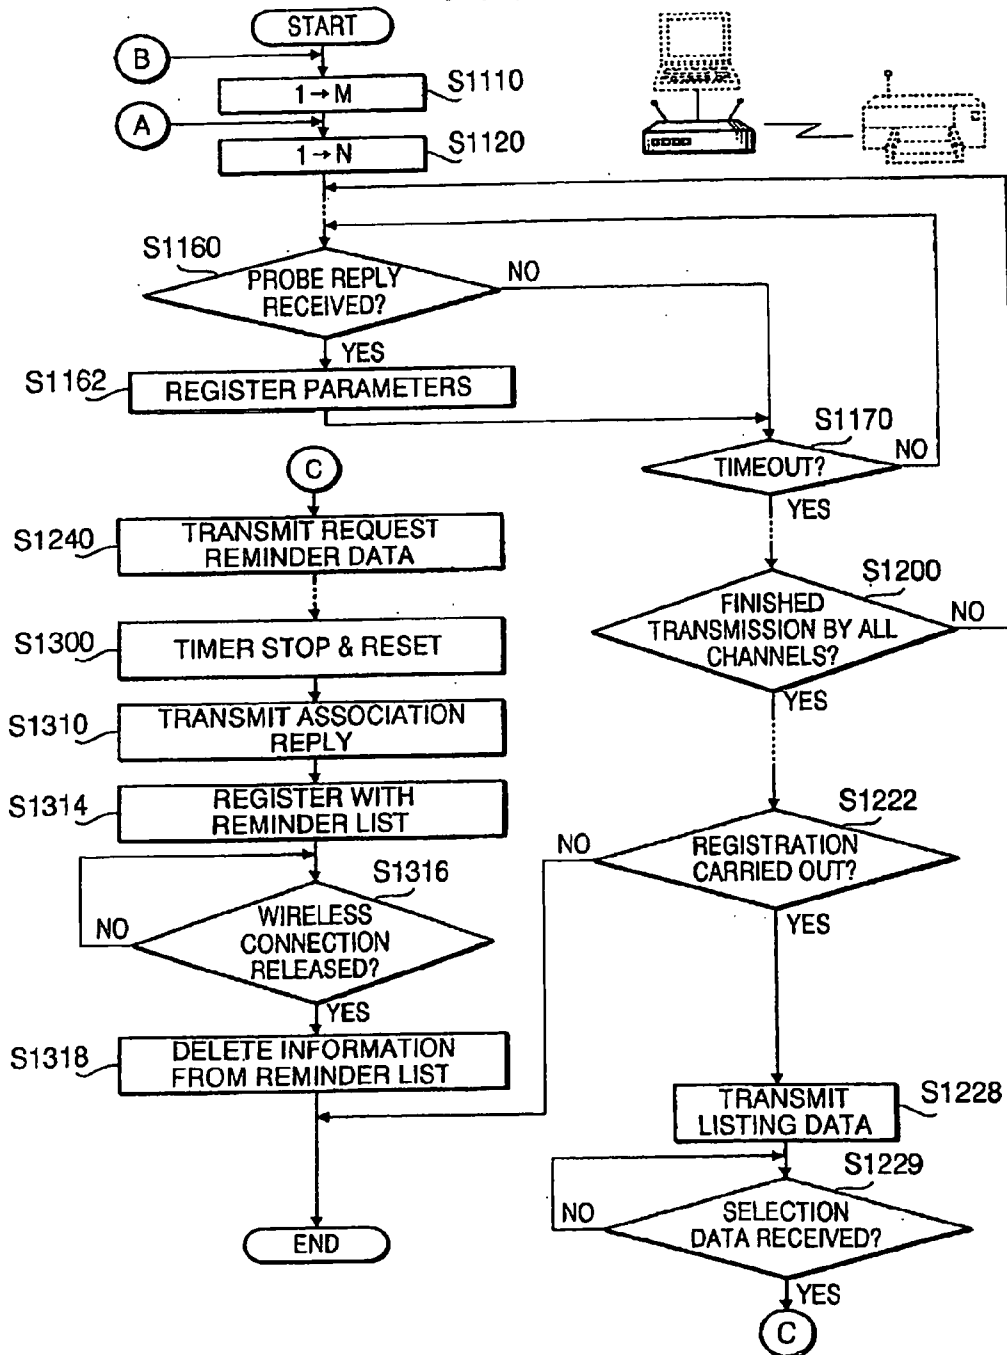 START
B
1→M
S1110
A
1→N
S1120
S1160
PROBE REPLY
RECEIVED?
NO
YES
S1162
REGISTER PARAMETERS
S1170
TIMEOUT?
NO
YES
C
S1240
TRANSMIT REQUEST
REMINDER DATA
S1200
FINISHED
TRANSMISSION BY ALL
CHANNELS?
NO
YES
S1300
TIMER STOP & RESET
S1310
TRANSMIT ASSOCIATION
REPLY
S1314
REGISTER WITH
REMINDER LIST
S1222
REGISTRATION
CARRIED OUT?
NO
YES
S1316
WIRELESS
CONNECTION
RELEASED?
NO
YES
S1318
DELETE INFORMATION
FROM REMINDER LIST
TRANSMIT
LISTING DATA
S1228
S1229
SELECTION
DATA RECEIVED?
NO
YES
END
C